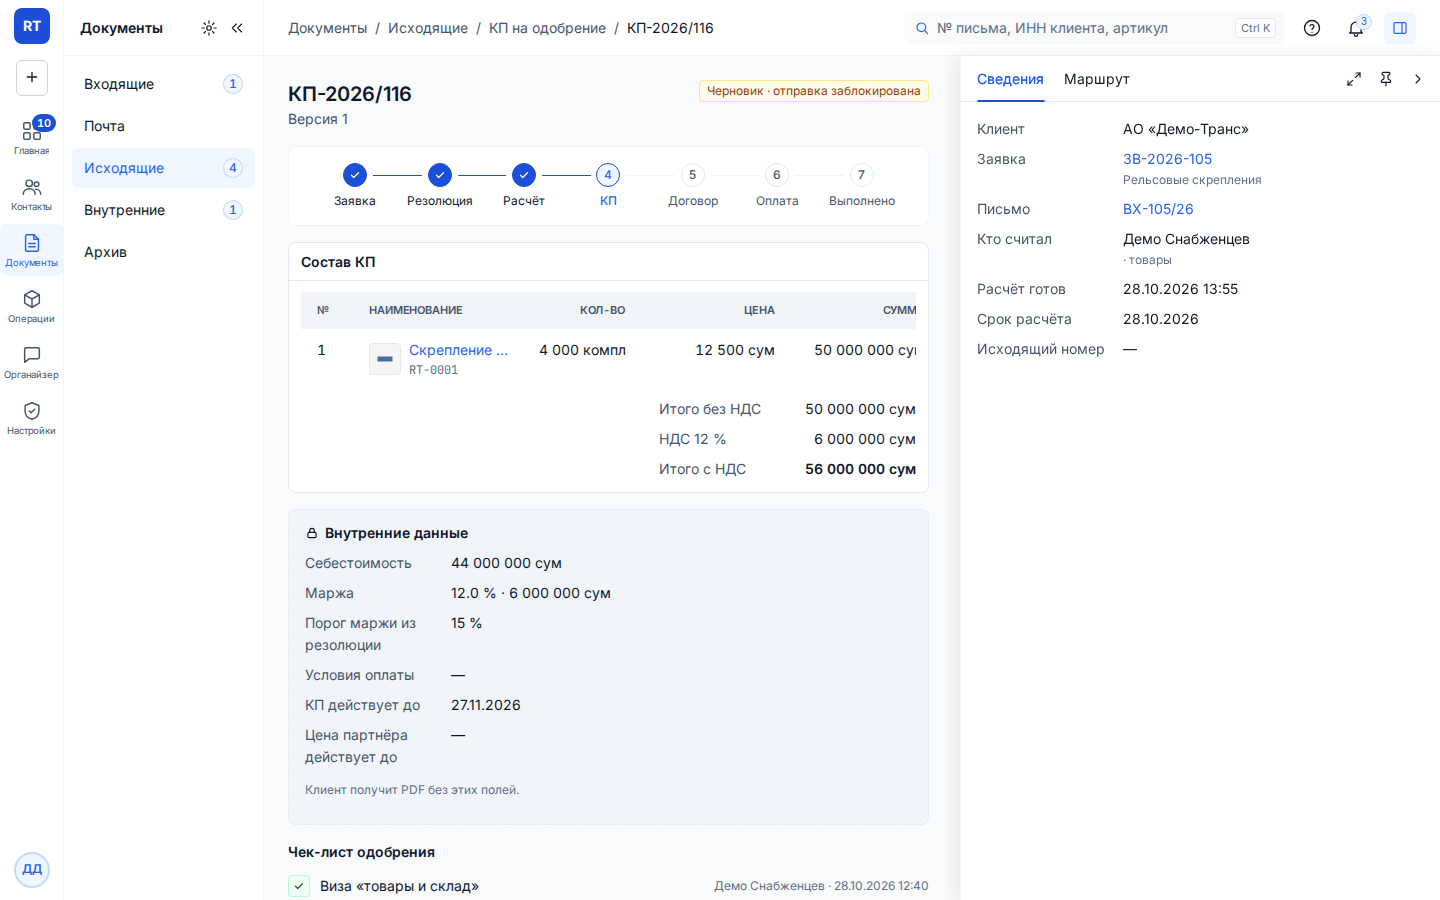 RT
Документы
Документы / Исходящие / КП на одобрение / КП-2026/116
№ письма, ИНН клиента, артикул
Ctrl K
3
10
Главная
Контакты
Документы
Операции
Органайзер
Настройки
ДД
Входящие 1
Почта
Исходящие 4
Внутренние 1
Архив
КП-2026/116
Черновик · отправка заблокирована
Версия 1
4 5 6 7
Заявка Резолюция Расчёт КП Договор Оплата Выполнено
Состав КП
№ НАИМЕНОВАНИЕ КОЛ-ВО ЦЕНА СУММ
1 Скрепление ... 4 000 компл 12 500 сум 50 000 000 сум
RT-0001
Итого без НДС 50 000 000 сум
НДС 12 % 6 000 000 сум
Итого с НДС 56 000 000 сум
Внутренние данные
Себестоимость 44 000 000 сум
Маржа 12.0 % · 6 000 000 сум
Порог маржи из 15 %
резолюции
Условия оплаты —
КП действует до 27.11.2026
Цена партнёра —
действует до
Клиент получит PDF без этих полей.
Чек-лист одобрения
Виза «товары и склад» Демо Снабженцев · 28.10.2026 12:40
Сведения Маршрут
Клиент АО «Демо-Транс»
Заявка ЗВ-2026-105
Рельсовые скрепления
Письмо ВХ-105/26
Кто считал Демо Снабженцев
· товары
Расчёт готов 28.10.2026 13:55
Срок расчёта 28.10.2026
Исходящий номер —